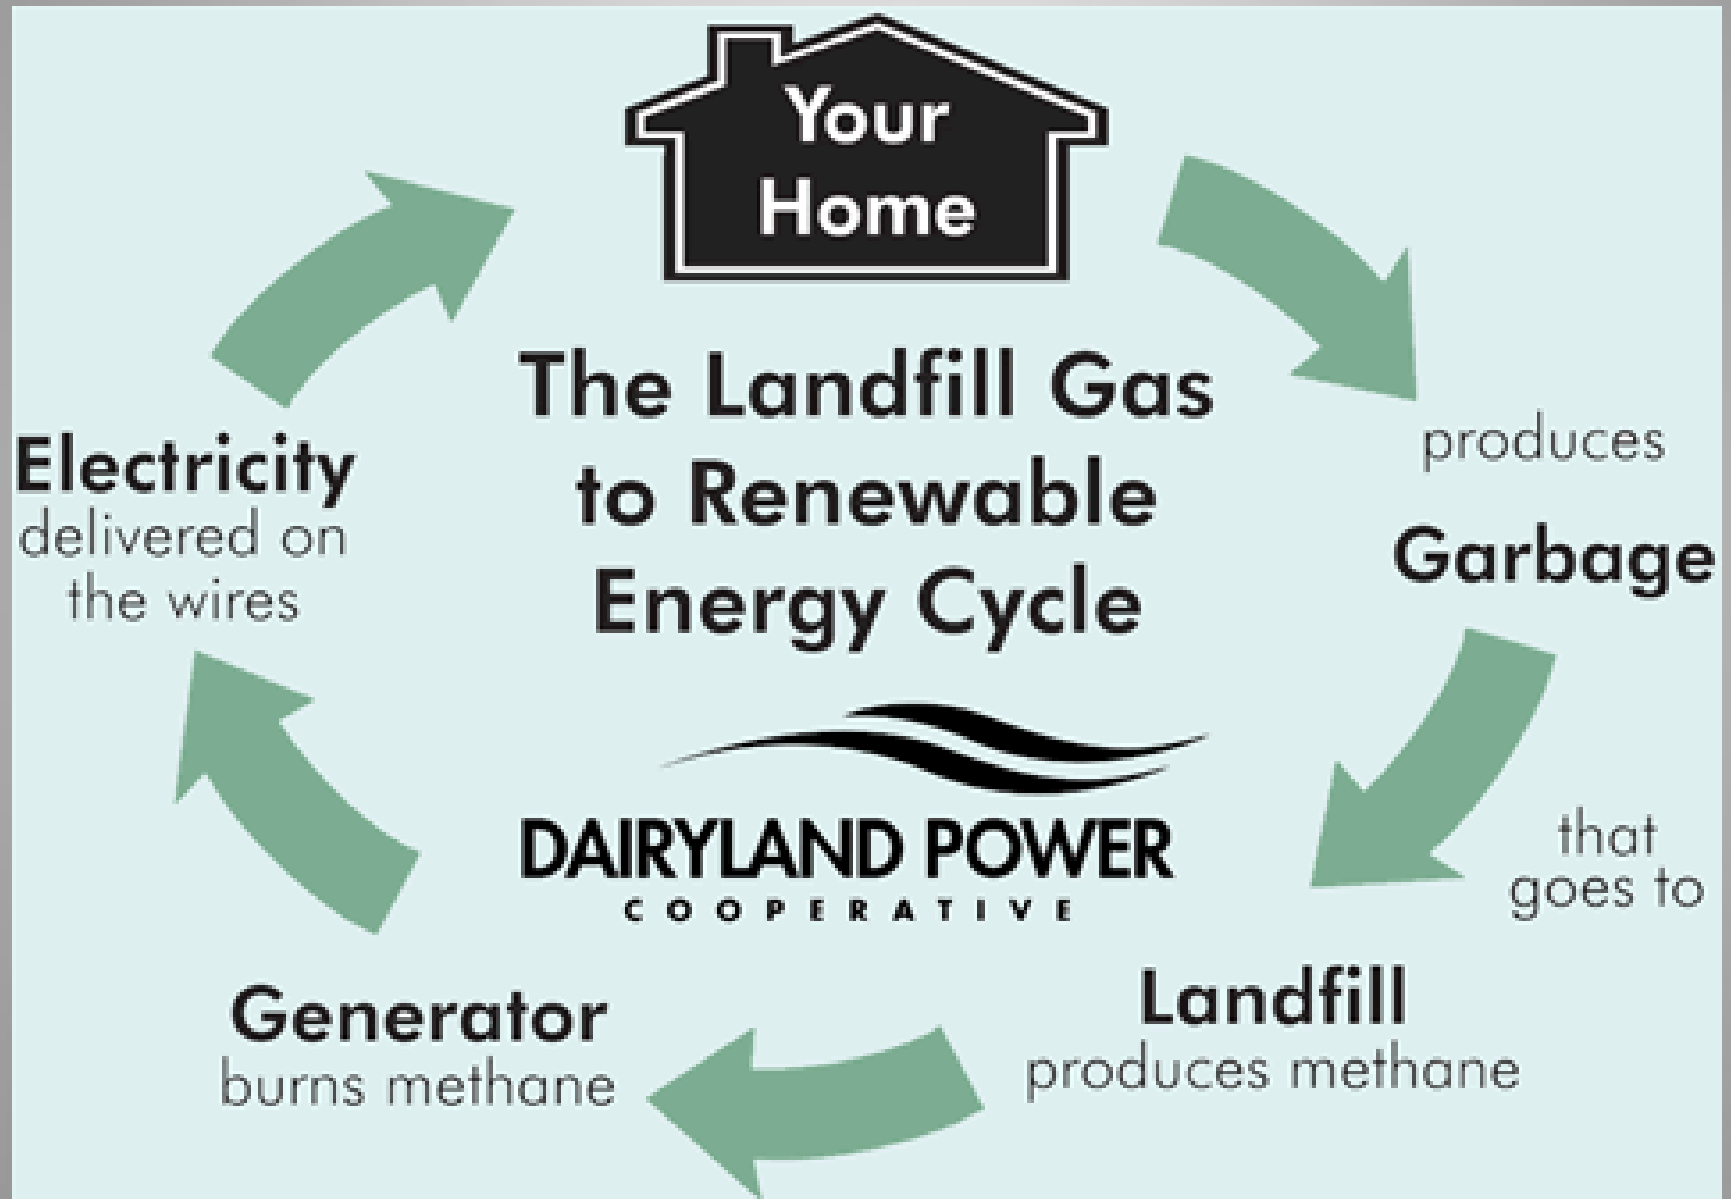 Your
Home
produces
Garbage
that
goes to
Landfill
produces methane
Generator
burns methane
Electricity
delivered on
the wires
The Landfill Gas
to Renewable
Energy Cycle
DAIRYLAND POWER
COOPERATIVE